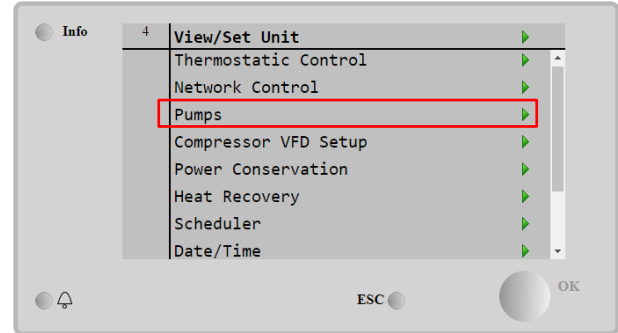 Info
4 View/Set Unit
Thermostatic Control
Network Control
Pumps
Compressor VFD Setup
Power Conservation
Heat Recovery
Scheduler
Date/Time
ESC
OK